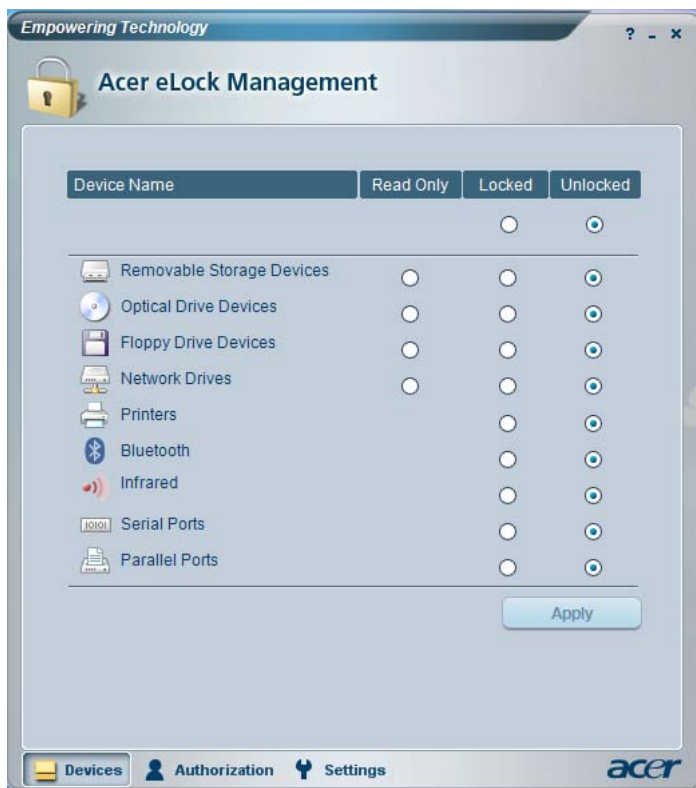 Empowering Technology
? - x
Acer eLock Management
Device Name Read Only Locked Unlocked
Removable Storage Devices
Optical Drive Devices
Floppy Drive Devices
Network Drives
Printers
Bluetooth
Infrared
10101 Serial Ports
Parallel Ports
Apply
Devices Authorization Settings acer